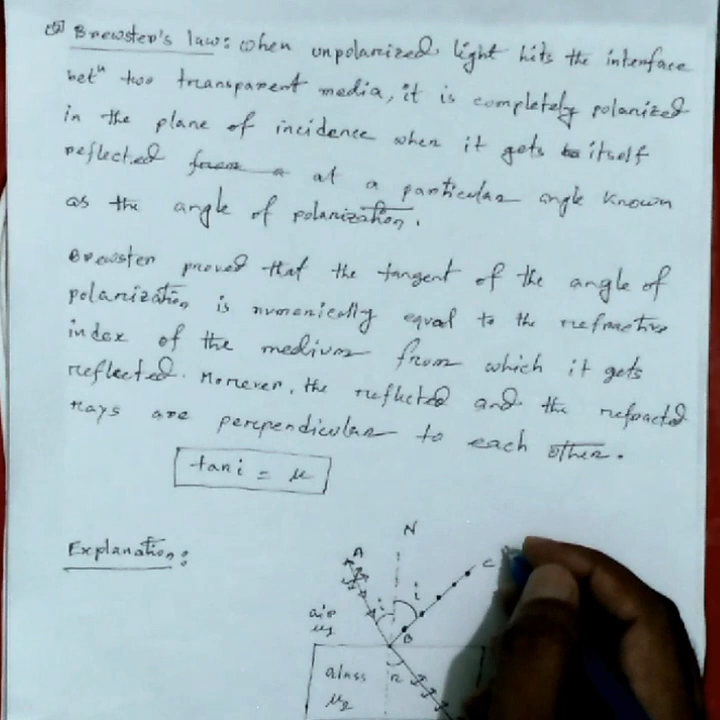 Brewster's law: when unpolarized light hits the interface
betn two transparent media, it is completely polarized
in the plane of incidence when it gets itself
reflected from a at a particular angle known
as the angle of polarization.
Brewster proved that the tangent of the angle of
polarization is numerically equal to the refractive
index of the medium from which it gets
reflected. Morever, the reflected and the refracted
rays are perpendicular to each other.
tan i = μ
Explanation:
N
A
C
i
i
air
μ1
B
glass
r
μ2